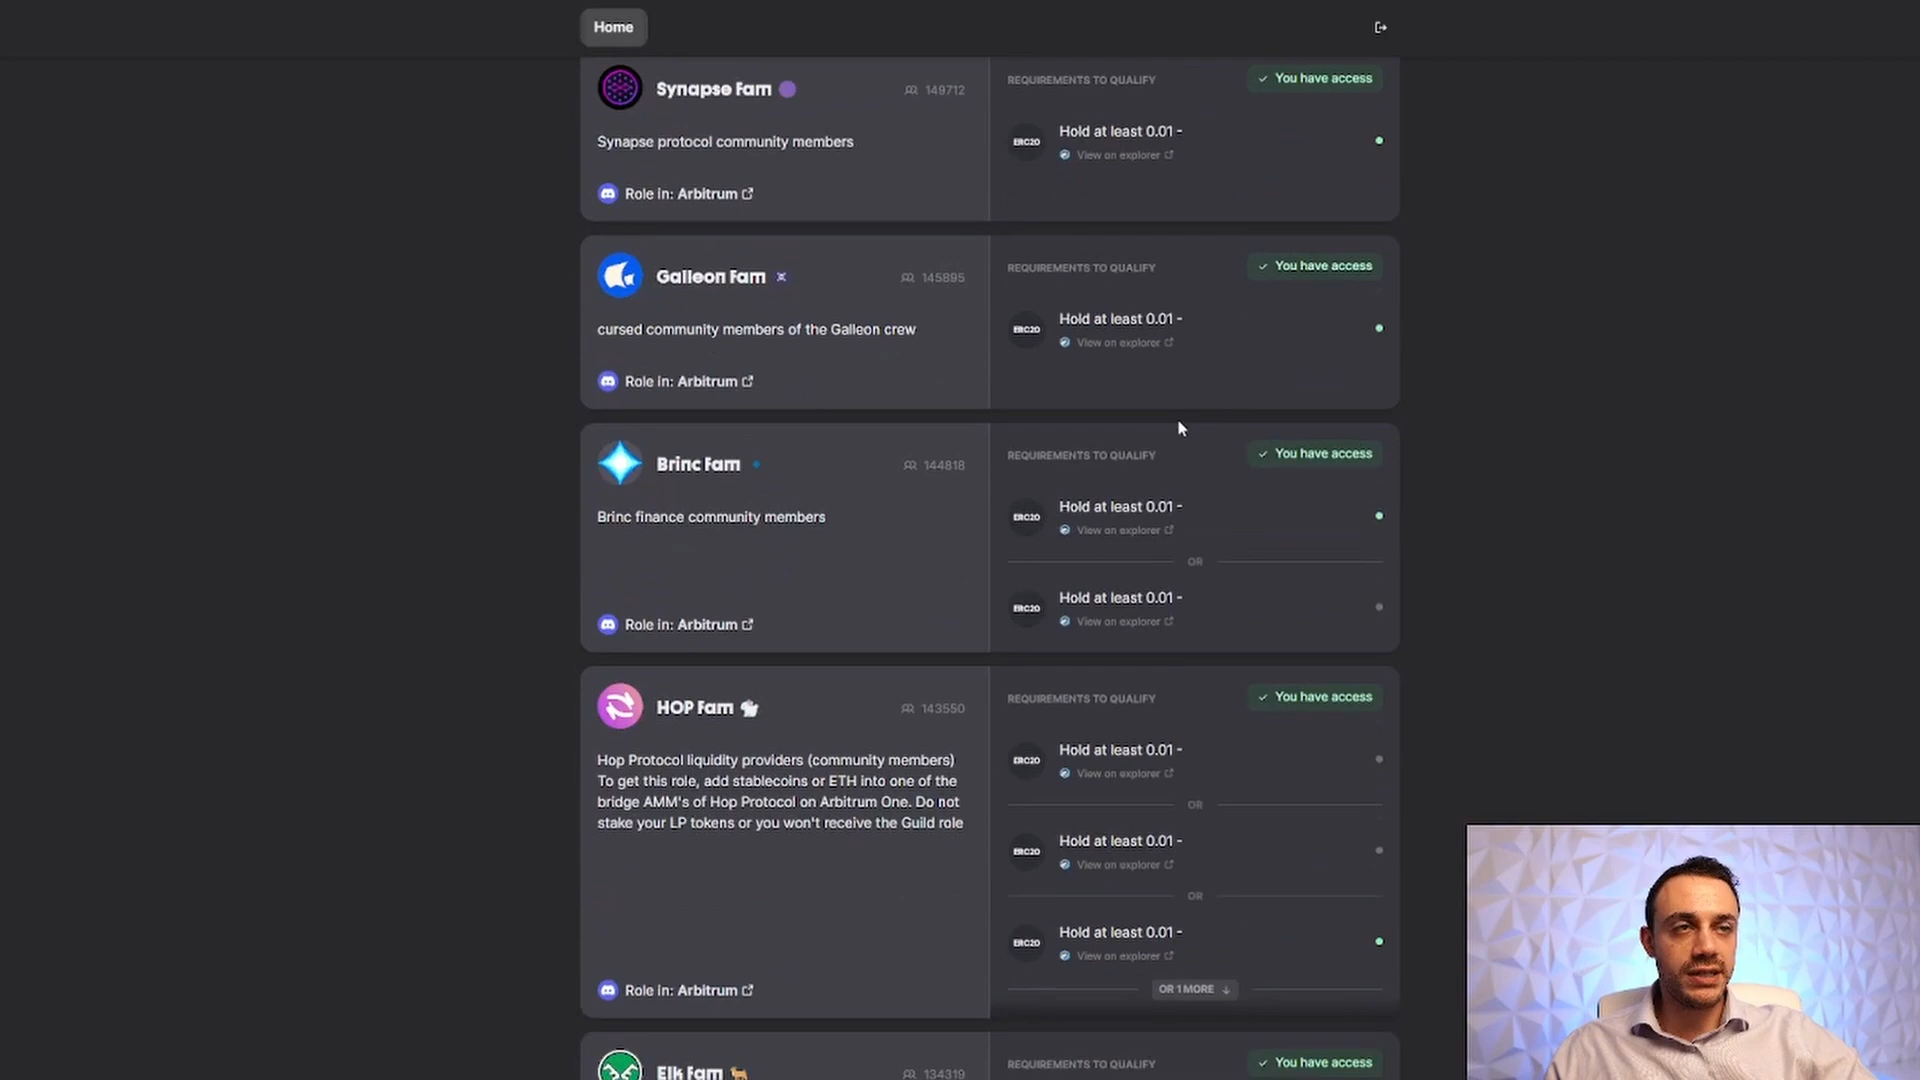 Home
Synapse Fam
149712
Synapse protocol community members
Role in: Arbitrum
REQUIREMENTS TO QUALIFY
You have access
ERC20
Hold at least 0.01 -
View on explorer
Galleon Fam
145895
cursed community members of the Galleon crew
Role in: Arbitrum
REQUIREMENTS TO QUALIFY
You have access
ERC20
Hold at least 0.01 -
View on explorer
Brinc Fam
144818
Brinc finance community members
Role in: Arbitrum
REQUIREMENTS TO QUALIFY
You have access
ERC20
Hold at least 0.01 -
View on explorer
OR
ERC20
Hold at least 0.01 -
View on explorer
HOP Fam
143550
Hop Protocol liquidity providers (community members)
To get this role, add stablecoins or ETH into one of the
bridge AMM's of Hop Protocol on Arbitrum One. Do not
stake your LP tokens or you won't receive the Guild role
Role in: Arbitrum
REQUIREMENTS TO QUALIFY
You have access
ERC20
Hold at least 0.01 -
View on explorer
OR
ERC20
Hold at least 0.01 -
View on explorer
OR
ERC20
Hold at least 0.01 -
View on explorer
OR 1 MORE
Elk Fam
134319
REQUIREMENTS TO QUALIFY
You have access